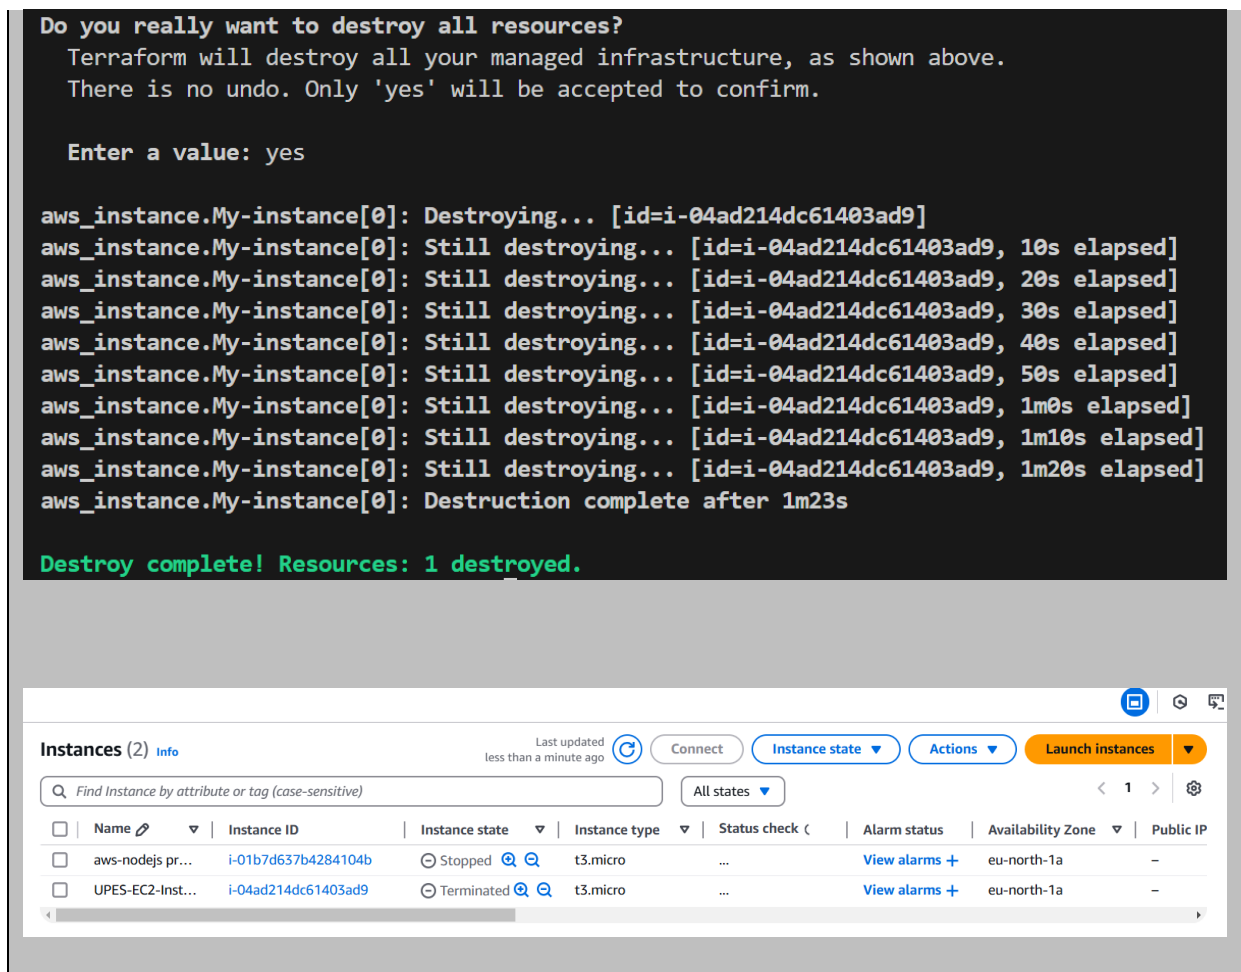 Do you really want to destroy all resources?
Terraform will destroy all your managed infrastructure, as shown above.
There is no undo. Only 'yes' will be accepted to confirm.
Enter a value: yes
aws_instance.My-instance[0]: Destroying... [id=i-04ad214dc61403ad9]
aws_instance.My-instance[0]: Still destroying... [id=i-04ad214dc61403ad9, 10s elapsed]
aws_instance.My-instance[0]: Still destroying... [id=i-04ad214dc61403ad9, 20s elapsed]
aws_instance.My-instance[0]: Still destroying... [id=i-04ad214dc61403ad9, 30s elapsed]
aws_instance.My-instance[0]: Still destroying... [id=i-04ad214dc61403ad9, 40s elapsed]
aws_instance.My-instance[0]: Still destroying... [id=i-04ad214dc61403ad9, 50s elapsed]
aws_instance.My-instance[0]: Still destroying... [id=i-04ad214dc61403ad9, 1m0s elapsed]
aws_instance.My-instance[0]: Still destroying... [id=i-04ad214dc61403ad9, 1m10s elapsed]
aws_instance.My-instance[0]: Still destroying... [id=i-04ad214dc61403ad9, 1m20s elapsed]
aws_instance.My-instance[0]: Destruction complete after 1m23s
Destroy complete! Resources: 1 destroyed.
Instances (2) Info Last updated less than a minute ago Connect Instance state Actions Launch instances
Find Instance by attribute or tag (case-sensitive) All states 1
Name Instance ID Instance state Instance type Status check Alarm status Availability Zone Public IP
aws-nodejs pr... i-01b7d637b4284104b Stopped t3.micro ... View alarms + eu-north-1a –
UPES-EC2-Inst... i-04ad214dc61403ad9 Terminated t3.micro ... View alarms + eu-north-1a –